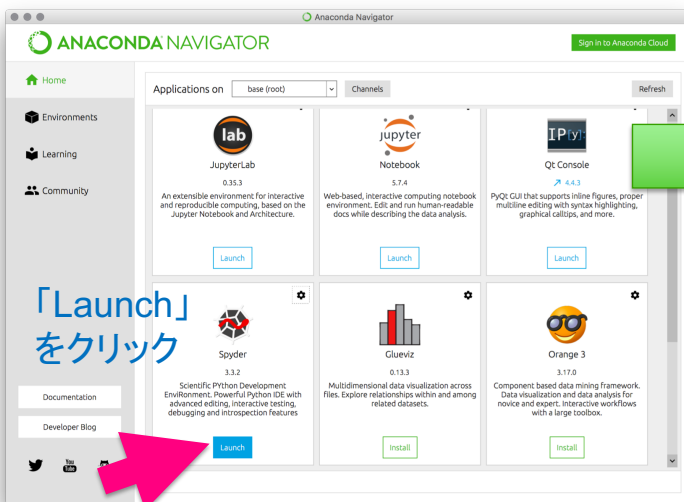 Anaconda Navigator
ANACONDA NAVIGATOR
Sign in to Anaconda Cloud
Home
Environments
Learning
Community
Applications on
base (root)
Channels
Refresh
lab
JupyterLab
0.35.3
An extensible environment for interactive
and reproducible computing, based on the
Jupyter Notebook and Architecture.
Launch
jupyter
Notebook
5.7.4
Web-based, interactive computing notebook
environment. Edit and run human-readable
docs while describing the data analysis.
Launch
IP[y]:
Qt Console
4.4.3
PyQt GUI that supports inline figures, proper
multiline editing with syntax highlighting,
graphical calltips, and more.
Launch
「Launch」
をクリック
Spyder
3.3.2
Scientific PYthon Development
EnviRonment. Powerful Python IDE with
advanced editing, interactive testing,
debugging and introspection features
Launch
Glueviz
0.13.3
Multidimensional data visualization across
files. Explore relationships within and among
related datasets.
Install
Orange 3
3.17.0
Component based data mining framework.
Data visualization and data analysis for
novice and expert. Interactive workflows
with a large toolbox.
Install
Documentation
Developer Blog
You
Tube